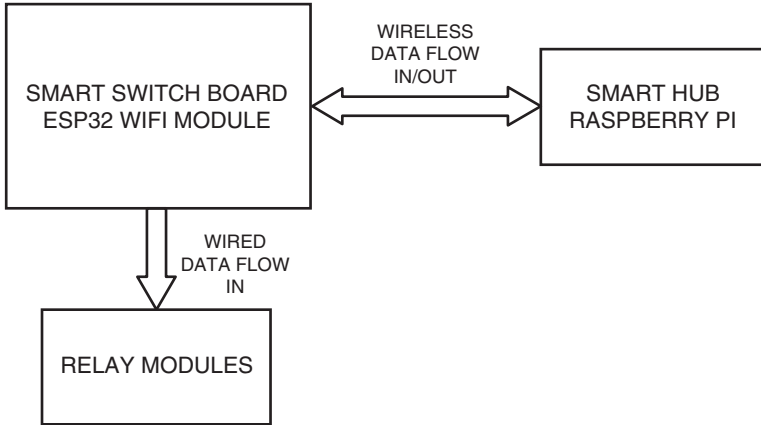 SMART SWITCH BOARD
ESP32 WIFI MODULE
WIRELESS
DATA FLOW
IN/OUT
SMART HUB
RASPBERRY PI
WIRED
DATA FLOW
IN
RELAY MODULES